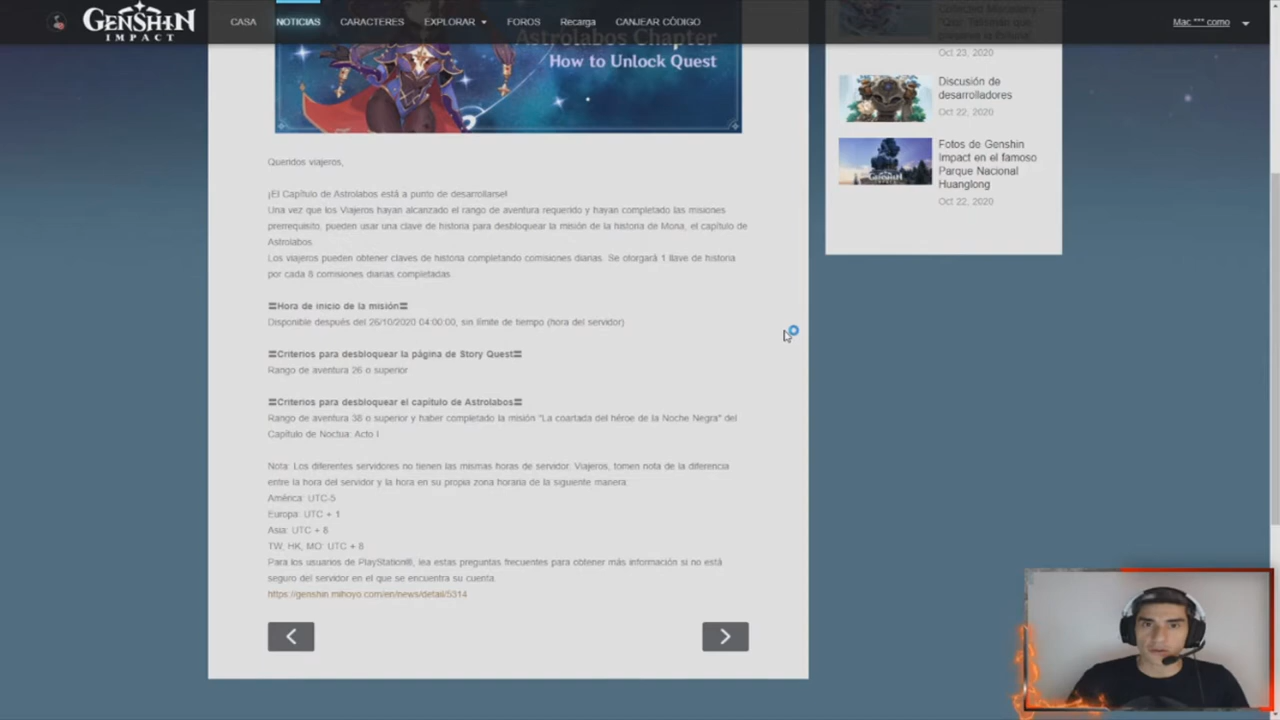 GENSHIN
IMPACT
CASA
NOTICIAS
CARACTERES
EXPLORAR
FOROS
Recarga
CANJEAR CÓDIGO
Mac *** como
Astrolabos Chapter
How to Unlock Quest
Queridos viajeros,
¡El Capítulo de Astrolabos está a punto de desarrollarse!
Una vez que los Viajeros hayan alcanzado el rango de aventura requerido y hayan completado las misiones
prerrequisito, pueden usar una clave de historia para desbloquear la misión de la historia de Mona, el capítulo de
Astrolabos.
Los viajeros pueden obtener claves de historia completando comisiones diarias. Se otorgará 1 llave de historia
por cada 8 comisiones diarias completadas.
〓Hora de inicio de la misión〓
Disponible después del 26/10/2020 04:00:00, sin límite de tiempo (hora del servidor)
〓Criterios para desbloquear la página de Story Quest〓
Rango de aventura 26 o superior
〓Criterios para desbloquear el capítulo de Astrolabos〓
Rango de aventura 38 o superior y haber completado la misión "La coartada del héroe de la Noche Negra" del
Capítulo de Noctua: Acto I
Nota: Los diferentes servidores no tienen las mismas horas de servidor. Viajeros, tomen nota de la diferencia
entre la hora del servidor y la hora en su propia zona horaria de la siguiente manera:
América: UTC-5
Europa: UTC + 1
Asia: UTC + 8
TW, HK, MO: UTC + 8
Para los usuarios de PlayStation®, lea estas preguntas frecuentes para obtener más información si no está
seguro del servidor en el que se encuentra su cuenta.
https://genshin.mihoyo.com/en/news/detail/5314
Oct 23, 2020
Discusión de
desarrolladores
Oct 22, 2020
Fotos de Genshin
Impact en el famoso
Parque Nacional
Huanglong
Oct 22, 2020